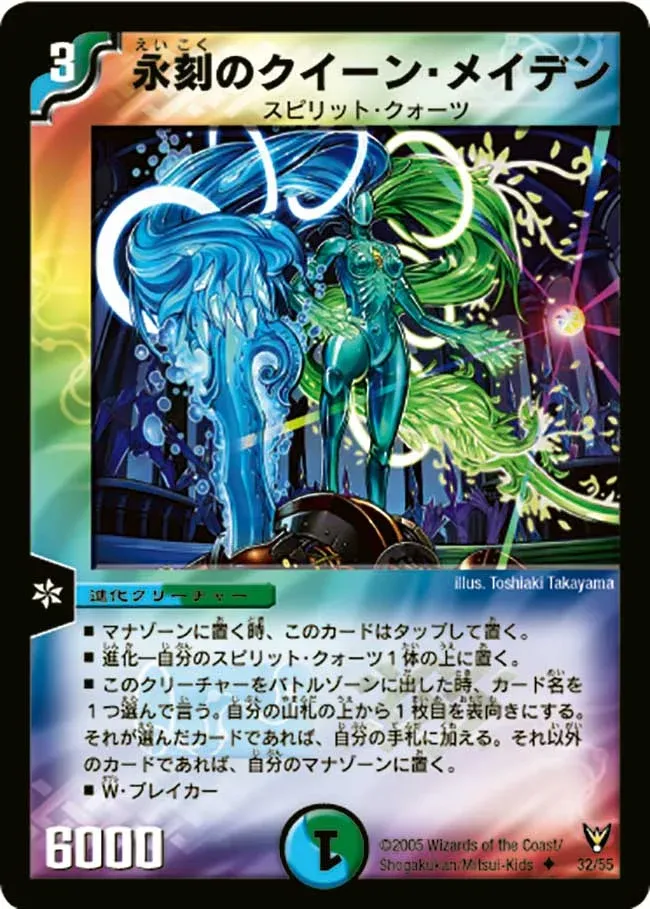 3
えいこく
永刻のクイーン・メイデン
スピリット・クォーツ
illus. Toshiaki Takayama
進化クリーチャー
■ マナゾーンに置く時、このカードはタップして置く。
■ 進化−自分のスピリット・クォーツ1体の上に置く。
■ このクリーチャーをバトルゾーンに出した時、カード名を
1つ選んで言う。自分の山札の上から1枚目を表向きにする。
それが選んだカードであれば、自分の手札に加える。それ以外
のカードであれば、自分のマナゾーンに置く。
■ W・ブレイカー
6000
1
©2005 Wizards of the Coast/
Shogakukan/Mitsui-Kids ♦ 32/55